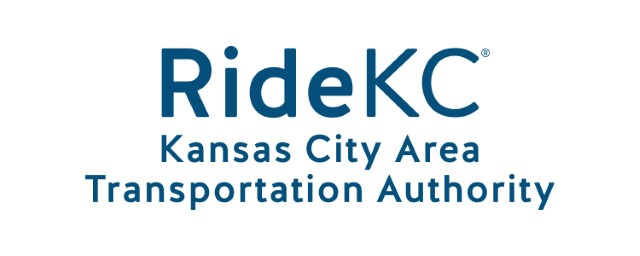 RideKC®
Kansas City Area
Transportation Authority